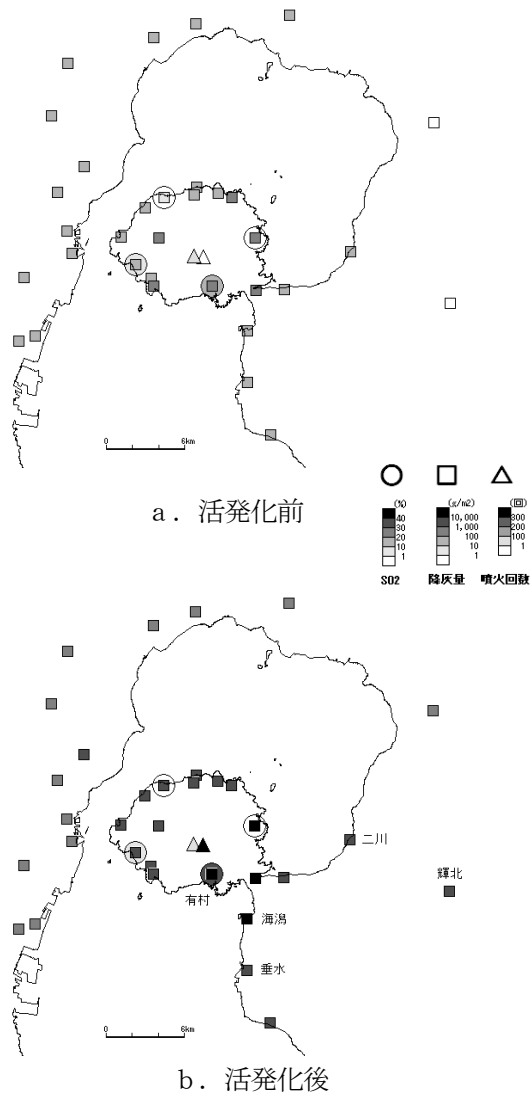 0 6km
a. 活発化前
(%) (g/m2) (回)
40 10,000 300
30 1,000 200
20 100 100
10 10 1
1 1
SO2 降灰量 噴火回数
二川
輝北
有村
海潟
垂水
0 6km
b. 活発化後